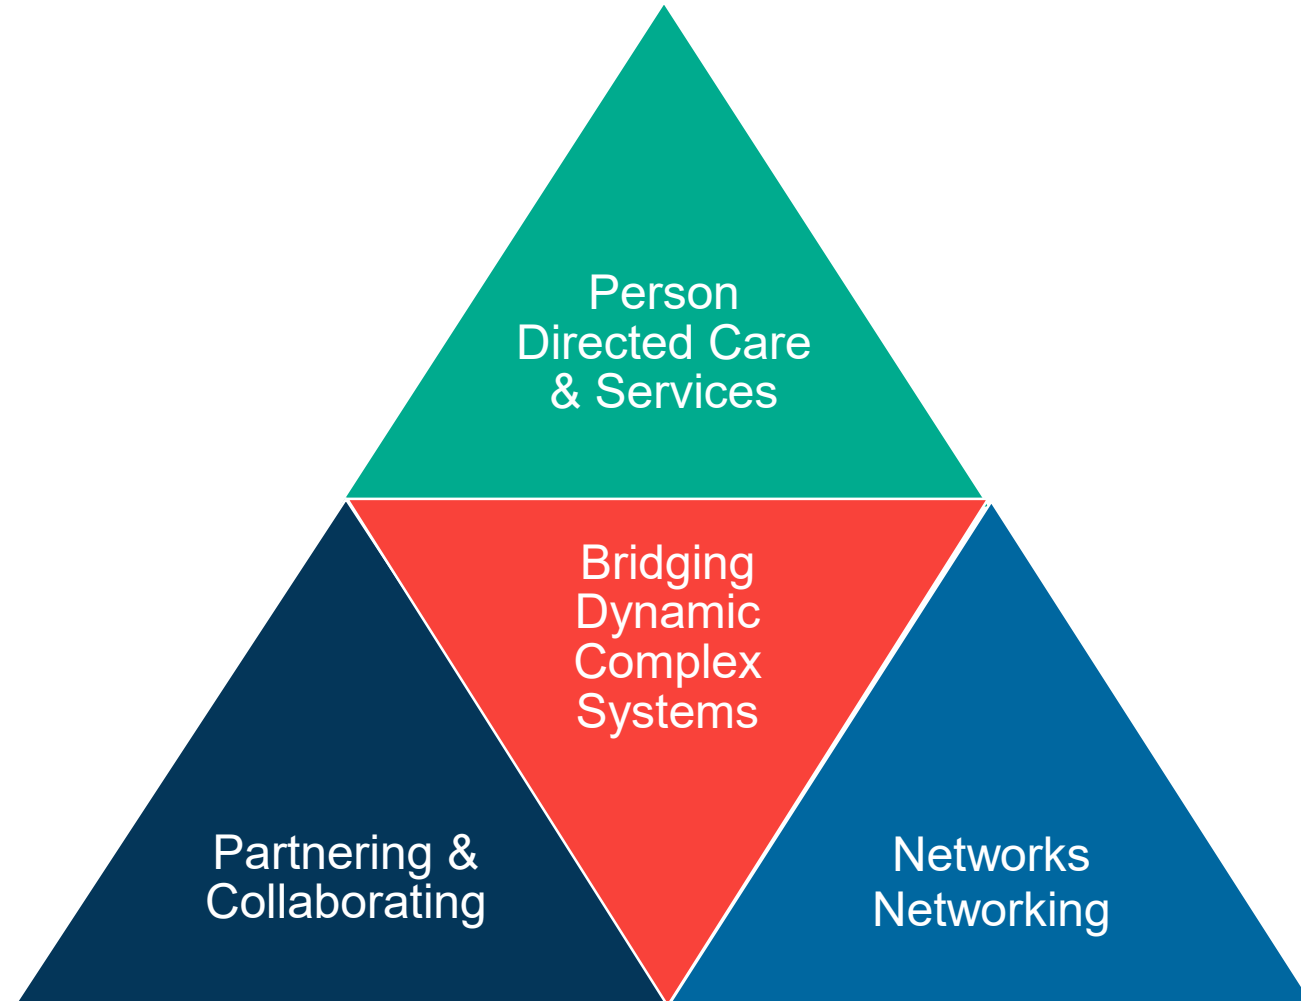 Person
Directed Care
& Services
Bridging
Dynamic
Complex
Systems
Partnering &
Collaborating
Networks
Networking